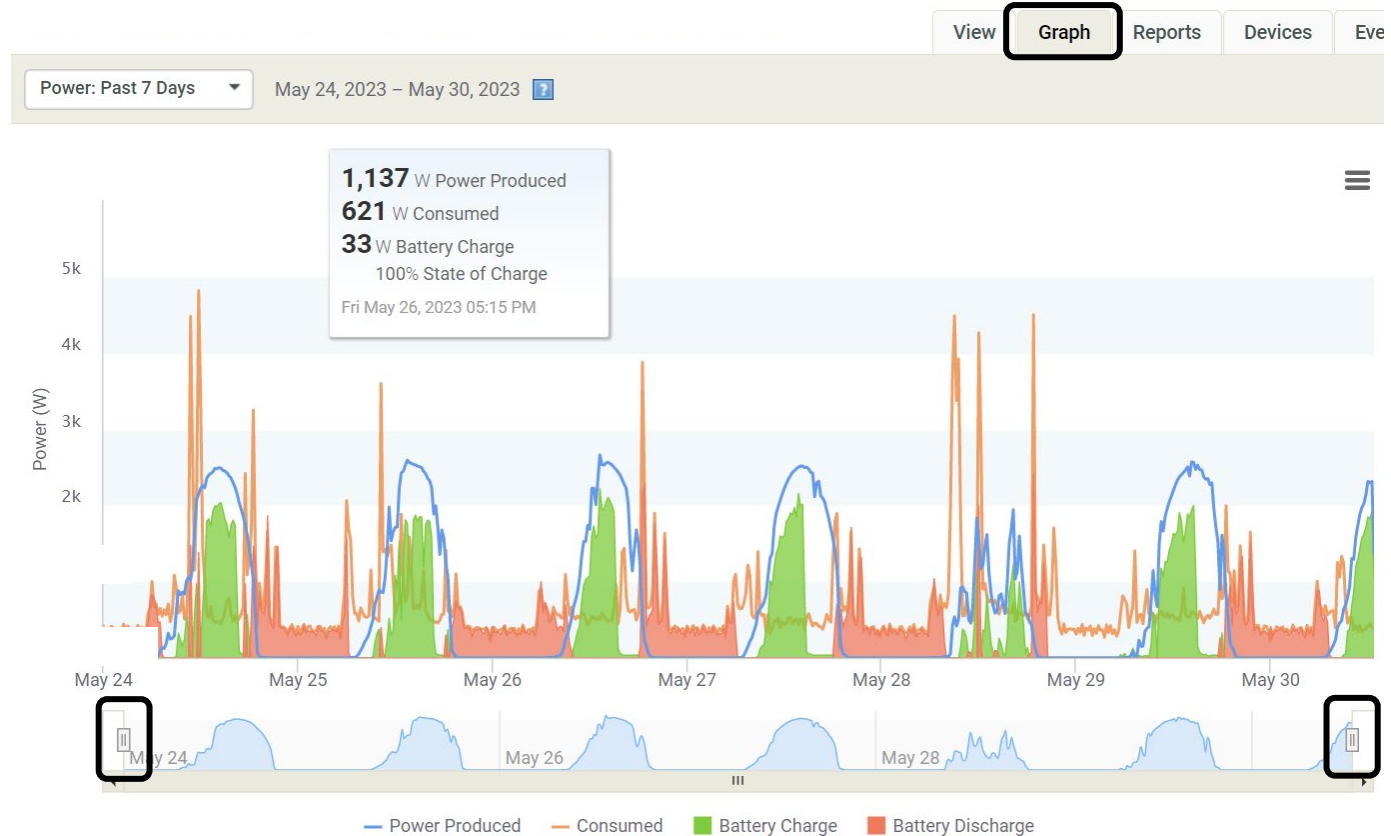 View Graph Reports Devices Eve
Power: Past 7 Days May 24, 2023 – May 30, 2023 ?
1,137 W Power Produced
621 W Consumed
33 W Battery Charge
100% State of Charge
Fri May 26, 2023 05:15 PM
Power (W)
5k
4k
3k
2k
May 24 May 25 May 26 May 27 May 28 May 29 May 30
May 24 May 26 May 28
Power Produced Consumed Battery Charge Battery Discharge